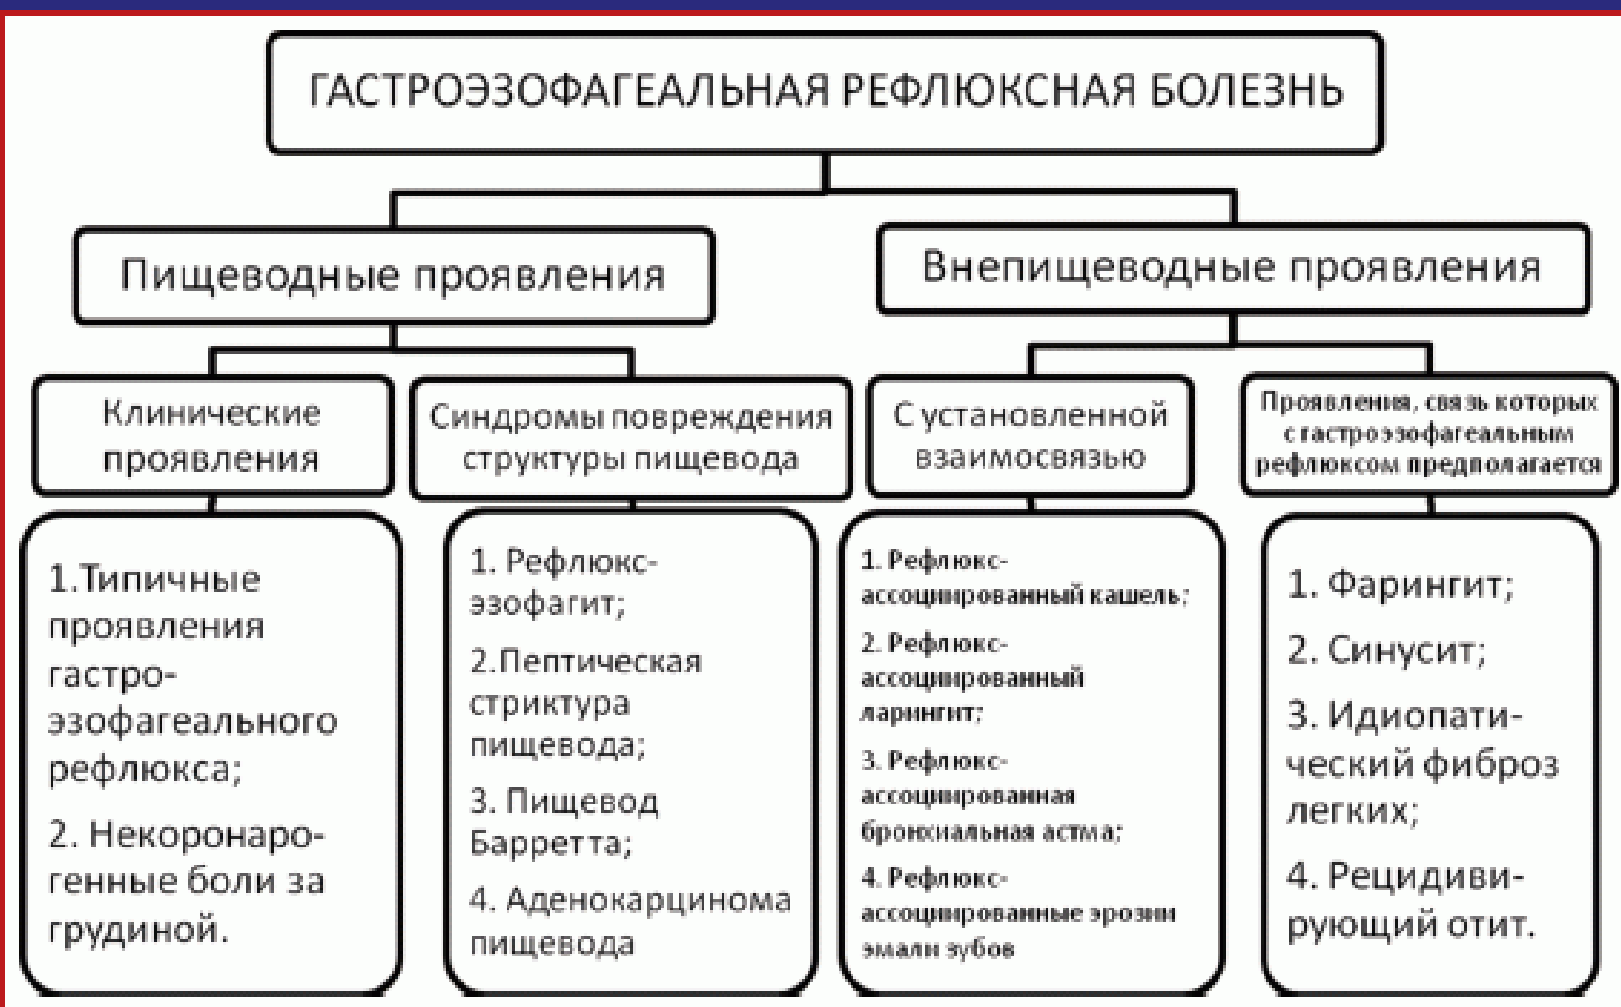 ГАСТРОЭЗОФАГЕАЛЬНАЯ РЕФЛЮКСНАЯ БОЛЕЗНЬ
Пищеводные проявления
Внепищеводные проявления
Клинические
проявления
Синдромы повреждения
структуры пищевода
С установленной
взаимосвязью
Проявления, связь которых
с гастроэзофагеальным
рефлюксом предполагается
1.Типичные
проявления
гастро-
эзофагеального
рефлюкса;
2. Некоронаро-
генные боли за
грудиной.
1. Рефлюкс-
эзофагит;
2.Пептическая
стриктура
пищевода;
3. Пищевод
Барретта;
4. Аденокарцинома
пищевода
1. Рефлюкс-
ассоциированный кашель;
2. Рефлюкс-
ассоциированный
ларингит;
3. Рефлюкс-
ассоциированная
бронхиальная астма;
4. Рефлюкс-
ассоциированные эрозии
эмали зубов
1. Фарингит;
2. Синусит;
3. Идиопати-
ческий фиброз
легких;
4. Рецидиви-
рующий отит.